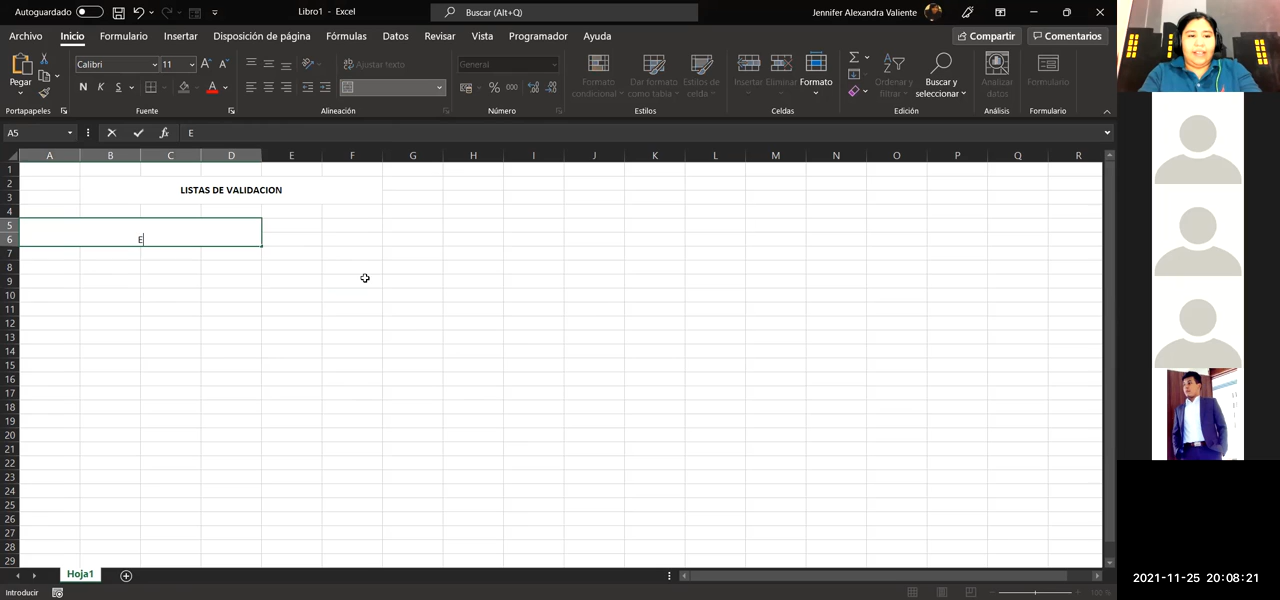 Autoguardado
Libro1 - Excel
Buscar (Alt+Q)
Jennifer Alexandra Valiente
Archivo Inicio Formulario Insertar Disposición de página Fórmulas Datos Revisar Vista Programador Ayuda
Compartir Comentarios
Pegar
Calibri 11
N K S
Ajustar texto
General
% 000
Formato condicional
Dar formato como tabla
Estilos de celda
Insertar Eliminar Formato
Ordenar y filtrar
Buscar y seleccionar
Analizar datos
Formulario
Portapapeles Fuente Alineación Número Estilos Celdas Edición Análisis Formulario
A5 fx E
A B C D E F G H I J K L M N O P Q R
1
2
LISTAS DE VALIDACION
3
4
5
6 E
7
8
9
10
11
12
13
14
15
16
17
18
19
20
21
22
23
24
25
26
27
28
29
Hoja1
Introducir
100 %
2021-11-25 20:08:21